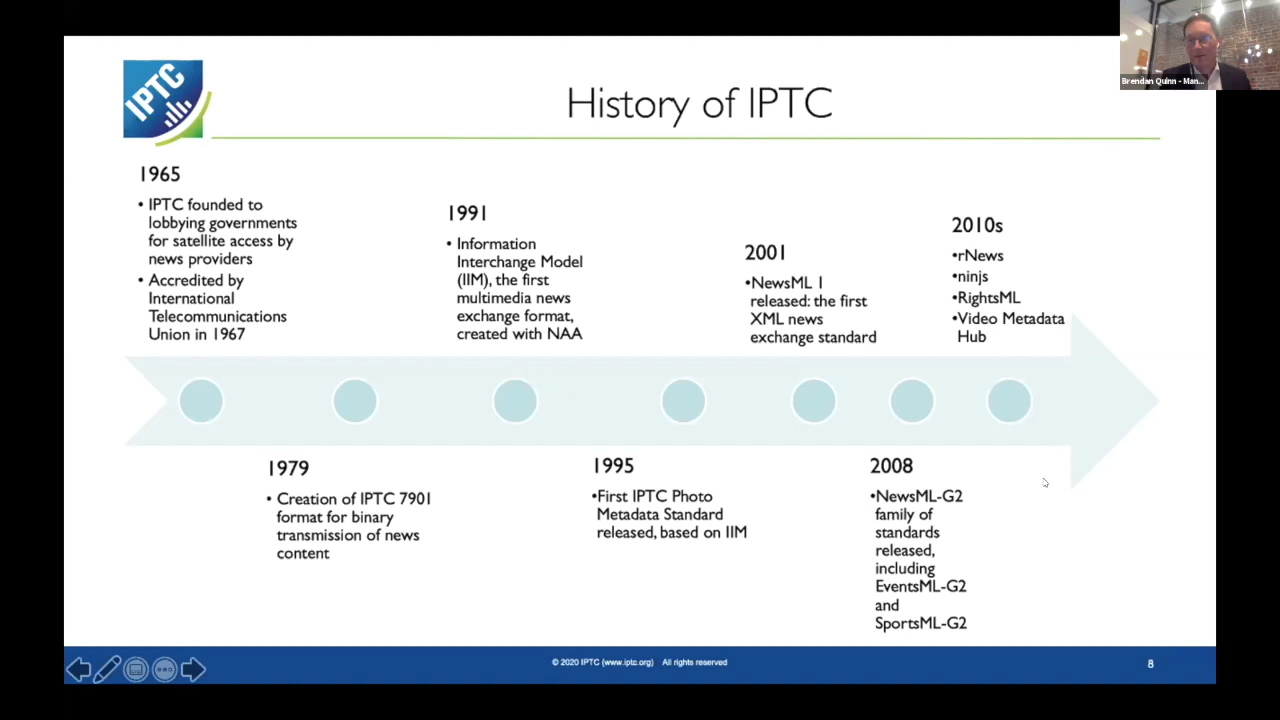 Brendan Quinn - Man...
IPTC
History of IPTC
1965
• IPTC founded to
lobbying governments
for satellite access by
news providers
• Accredited by
International
Telecommunications
Union in 1967
1991
• Information
Interchange Model
(IIM), the first
multimedia news
exchange format,
created with NAA
2001
•NewsML 1
released: the first
XML news
exchange standard
2010s
•rNews
•ninjs
•RightsML
•Video Metadata
Hub
1979
• Creation of IPTC 7901
format for binary
transmission of news
content
1995
•First IPTC Photo
Metadata Standard
released, based on IIM
2008
•NewsML-G2
family of
standards
released,
including
EventsML-G2
and
SportsML-G2
© 2020 IPTC (www.iptc.org) All rights reserved
8